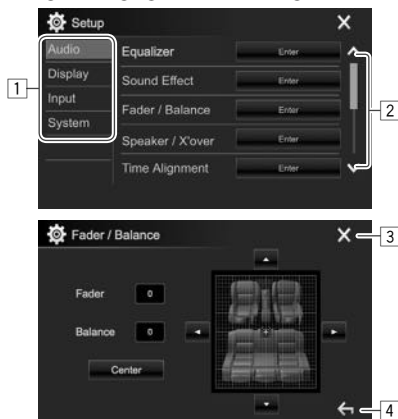 Setup
Audio
Display
Input
System
Equalizer Enter
Sound Effect Enter
Fader / Balance Enter
Speaker / X'over Enter
Time Alignment Enter
1
2
Fader / Balance
3
Fader 0
Balance 0
Center
4